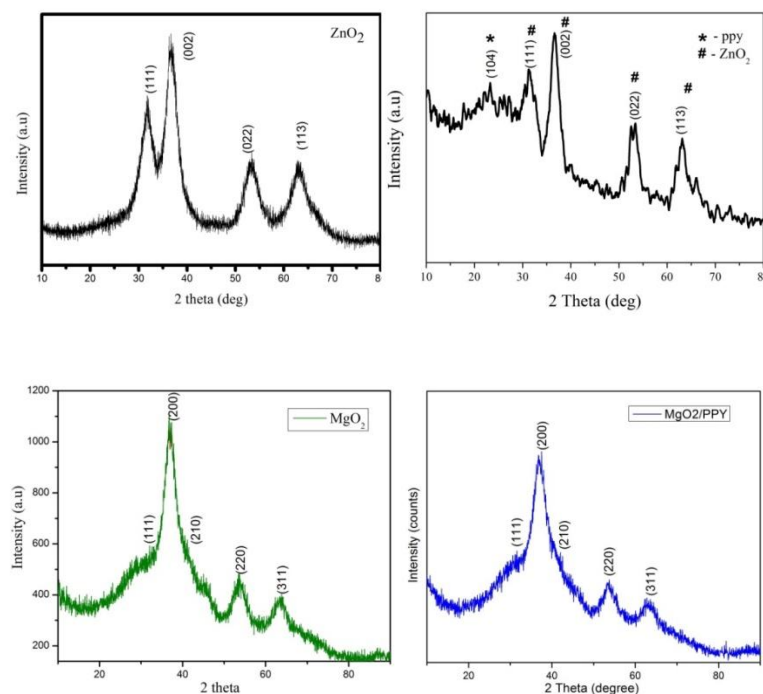 ZnO₂
(111)
(002)
(022)
(113)
Intensity (a.u)
10 20 30 40 50 60 70 80
2 theta (deg)
* - ppy
# - ZnO₂
*
(104)
#
(111)
#
(002)
#
(022)
#
(113)
Intensity (a.u)
10 20 30 40 50 60 70 80
2 Theta (deg)
MgO₂
(111)
(200)
(210)
(220)
(311)
Intensity (a.u)
1200
1000
800
600
400
200
20 40 60 80
2 theta
MgO2/PPY
(111)
(200)
(210)
(220)
(311)
Intensity (counts)
20 40 60 80
2 Theta (degree)